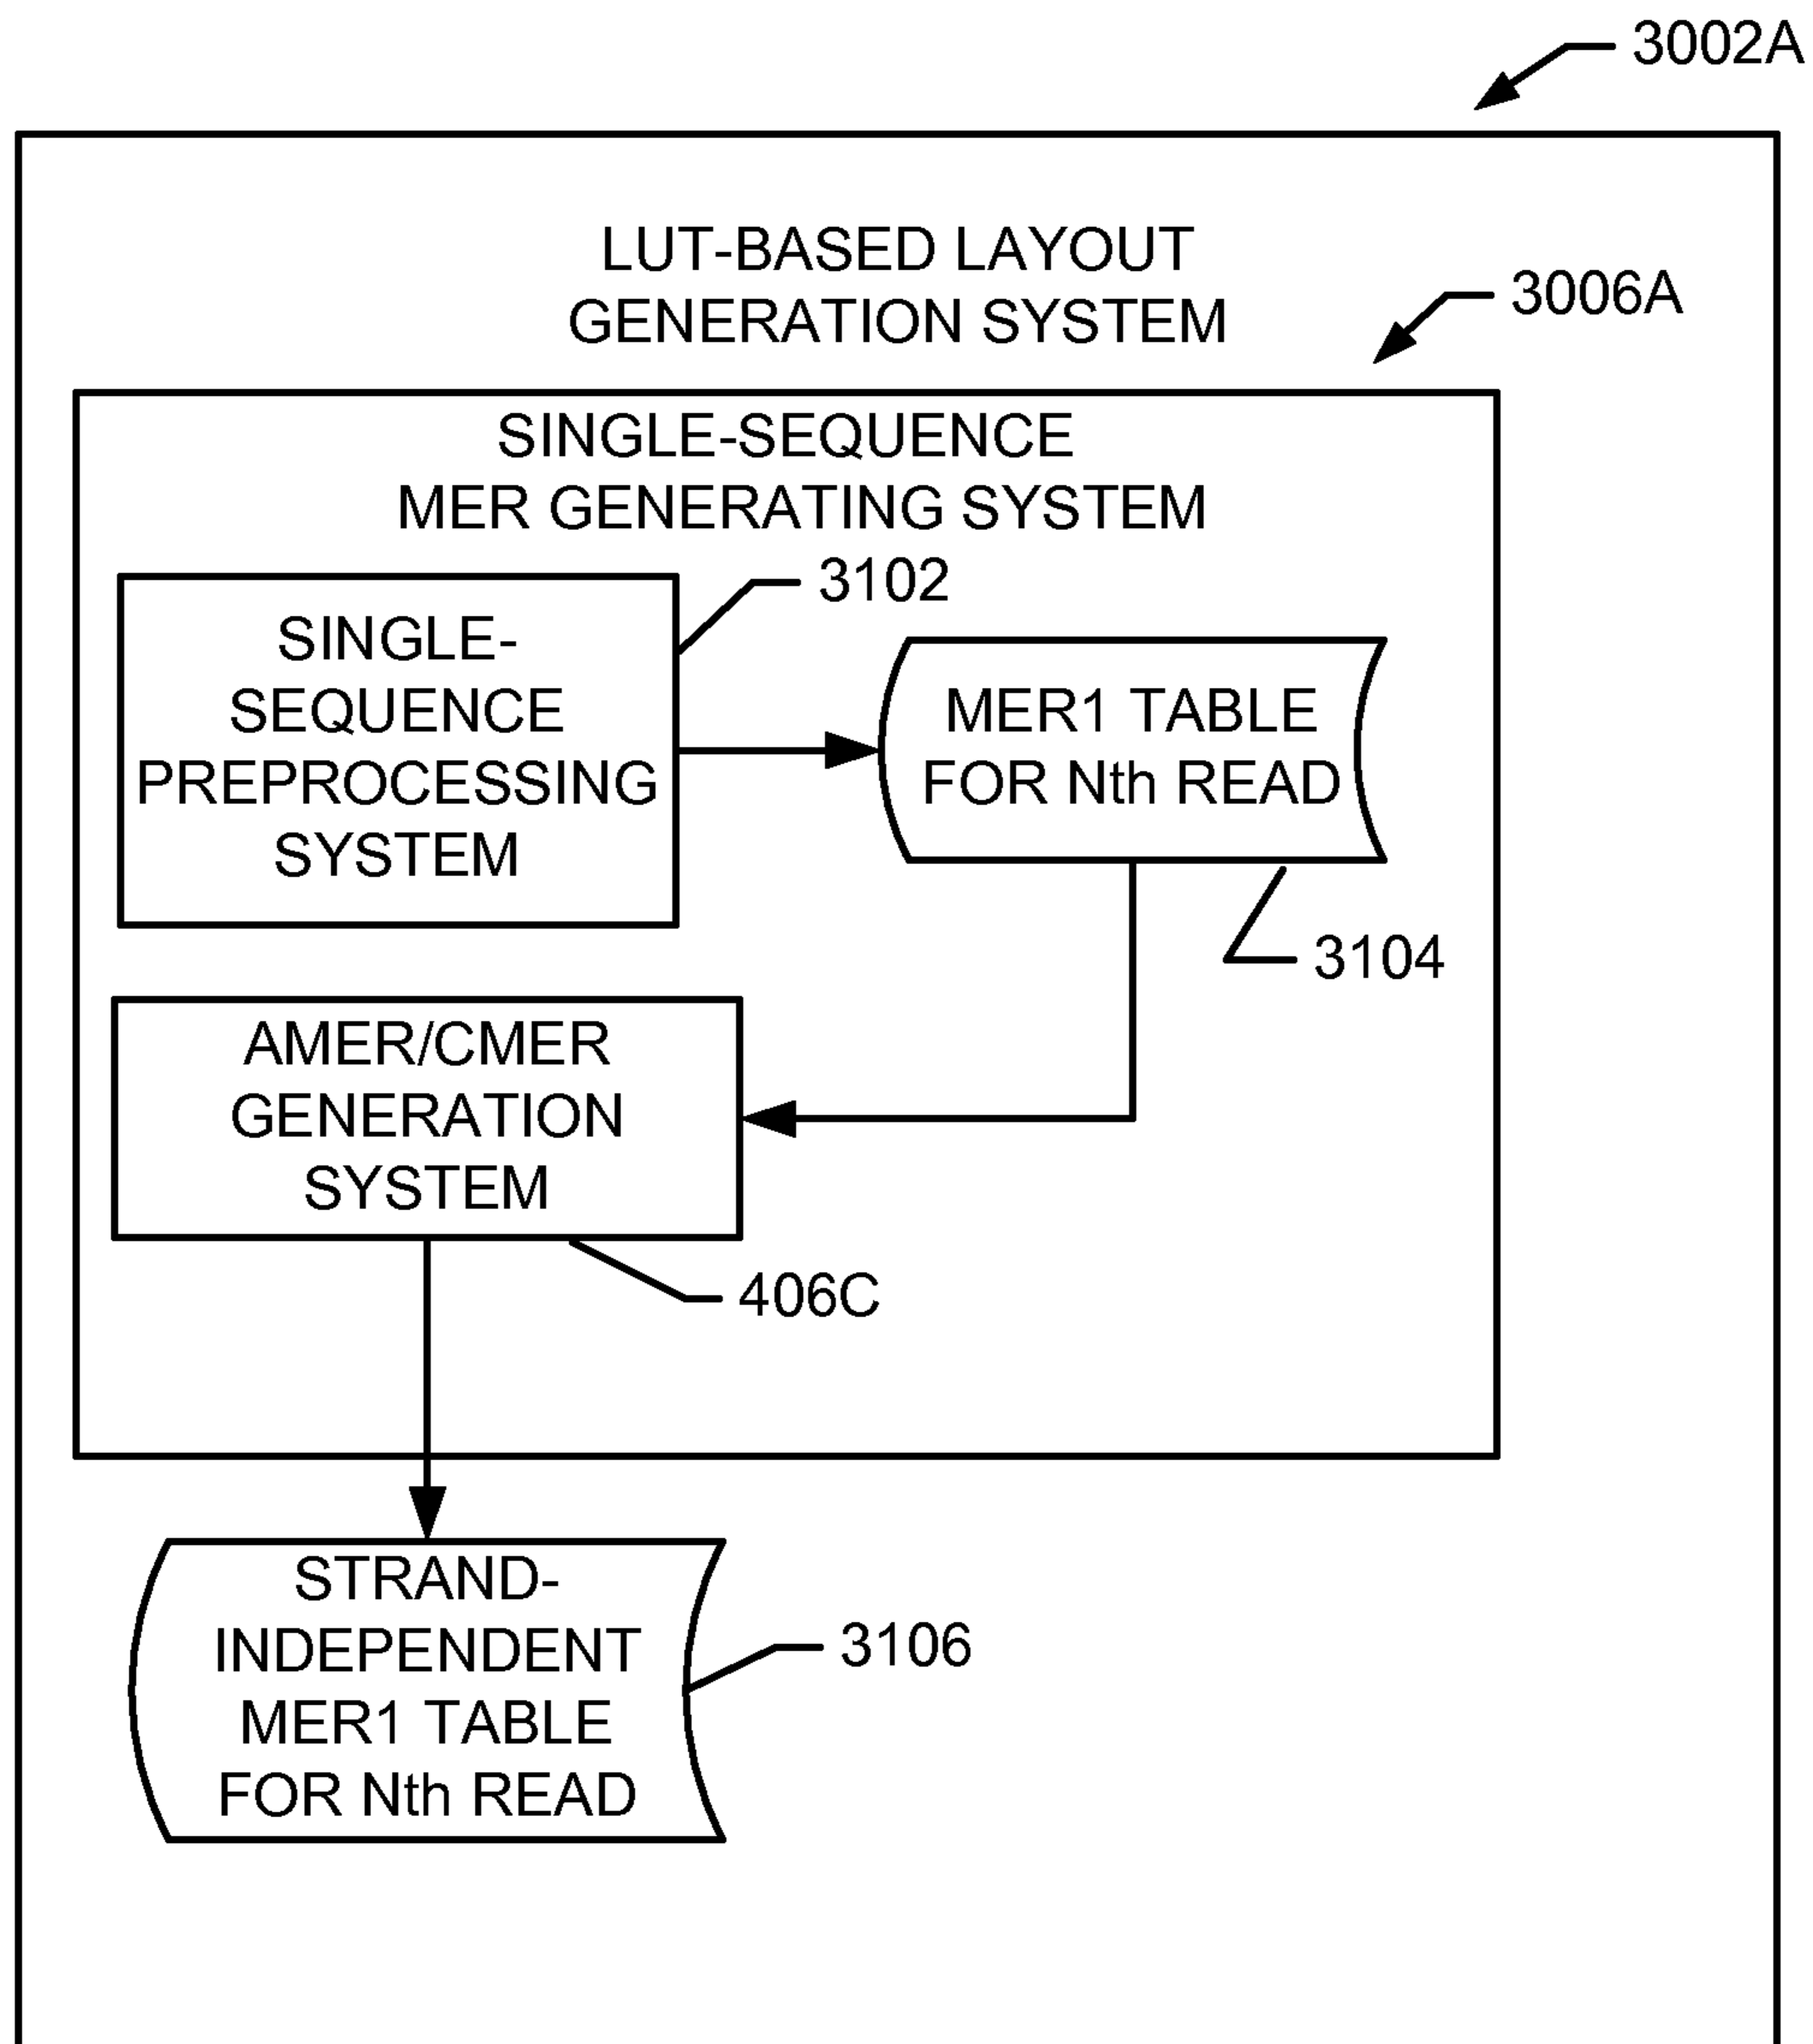 3002A
LUT-BASED LAYOUT
GENERATION SYSTEM
3006A
SINGLE-SEQUENCE
MER GENERATING SYSTEM
3102
SINGLE-
SEQUENCE
PREPROCESSING
SYSTEM
MER1 TABLE
FOR Nth READ
3104
AMER/CMER
GENERATION
SYSTEM
406C
STRAND-
INDEPENDENT
MER1 TABLE
FOR Nth READ
3106